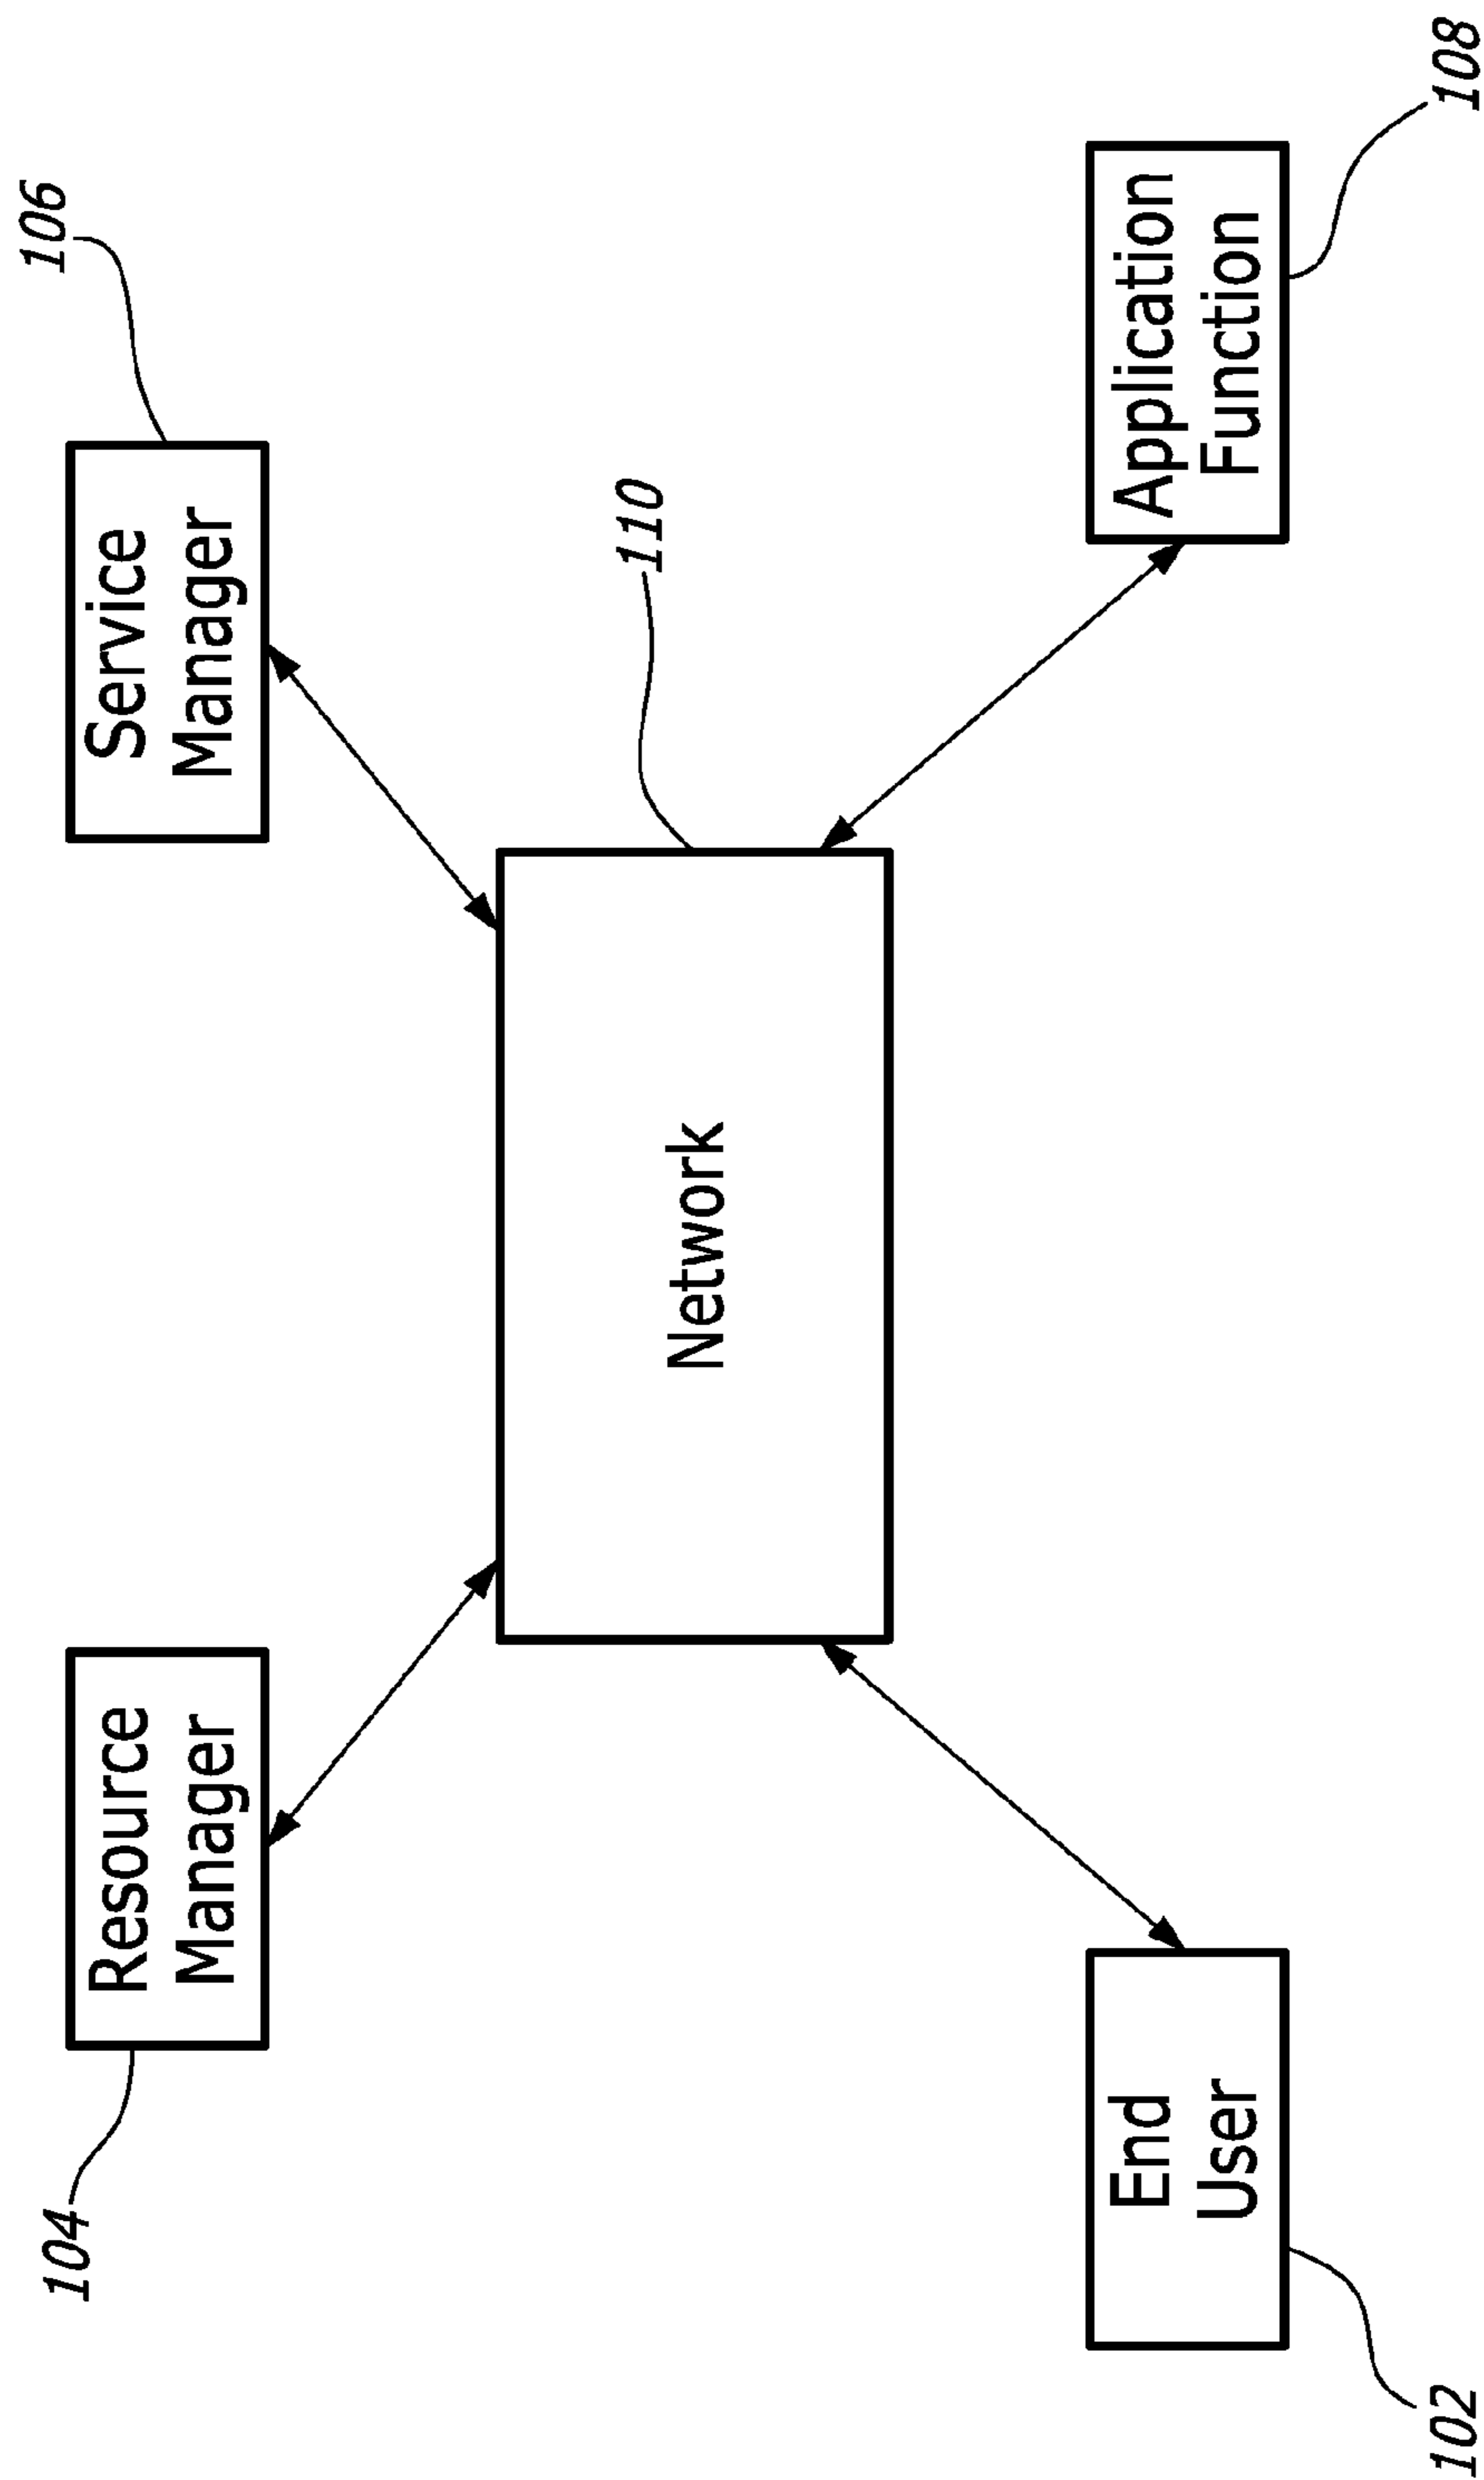 104
Resource
Manager
Service
Manager
106
110
Network
End
User
102
Application
Function
108